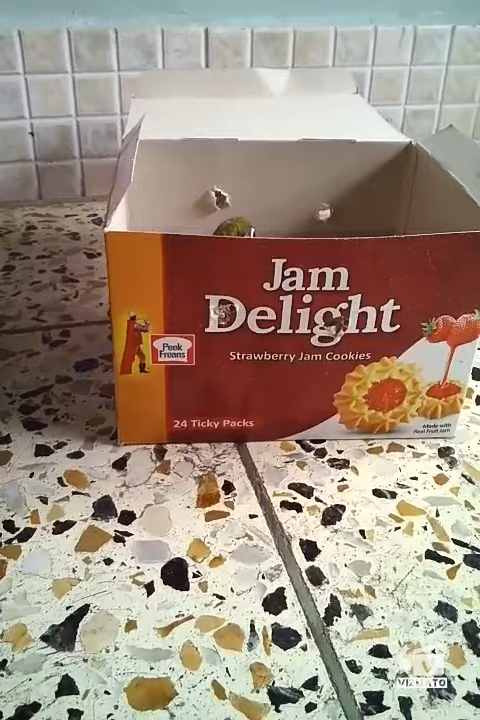 Jam
Delight
Strawberry Jam Cookies
Peek
Freans
24 Ticky Packs
Made with
Real Fruit Jam